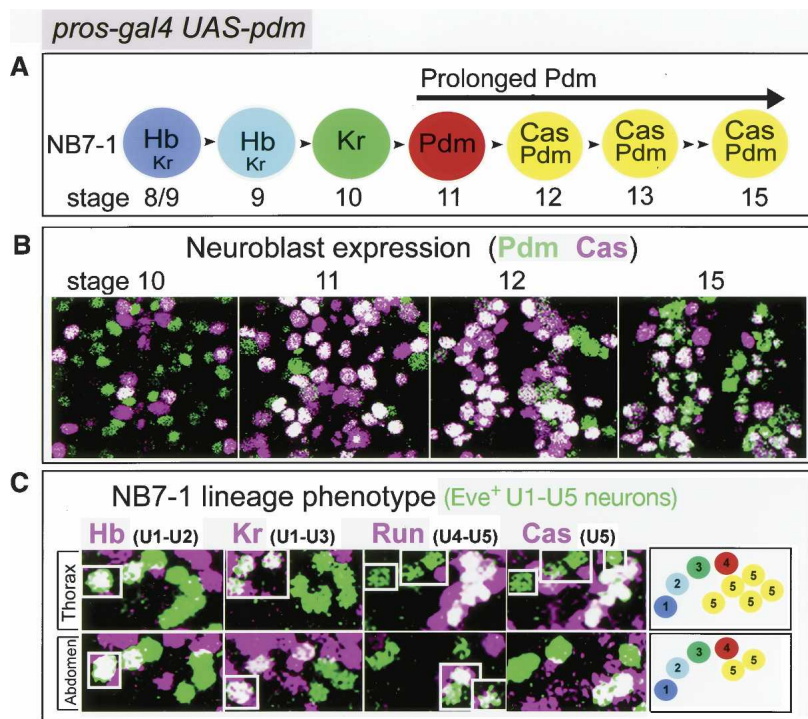 pros-gal4 UAS-pdm
A
Prolonged Pdm
NB7-1 Hb Kr Hb Kr Kr Pdm Cas Pdm Cas Pdm Cas Pdm
stage 8/9 9 10 11 12 13 15
B
Neuroblast expression (Pdm Cas)
stage 10 11 12 15
C
NB7-1 lineage phenotype (Eve+ U1-U5 neurons)
Hb (U1-U2) Kr (U1-U3) Run (U4-U5) Cas (U5)
Thorax
1 2 3 4 5 5 5 5 5 5
Abdomen
1 2 3 4 5 5 5